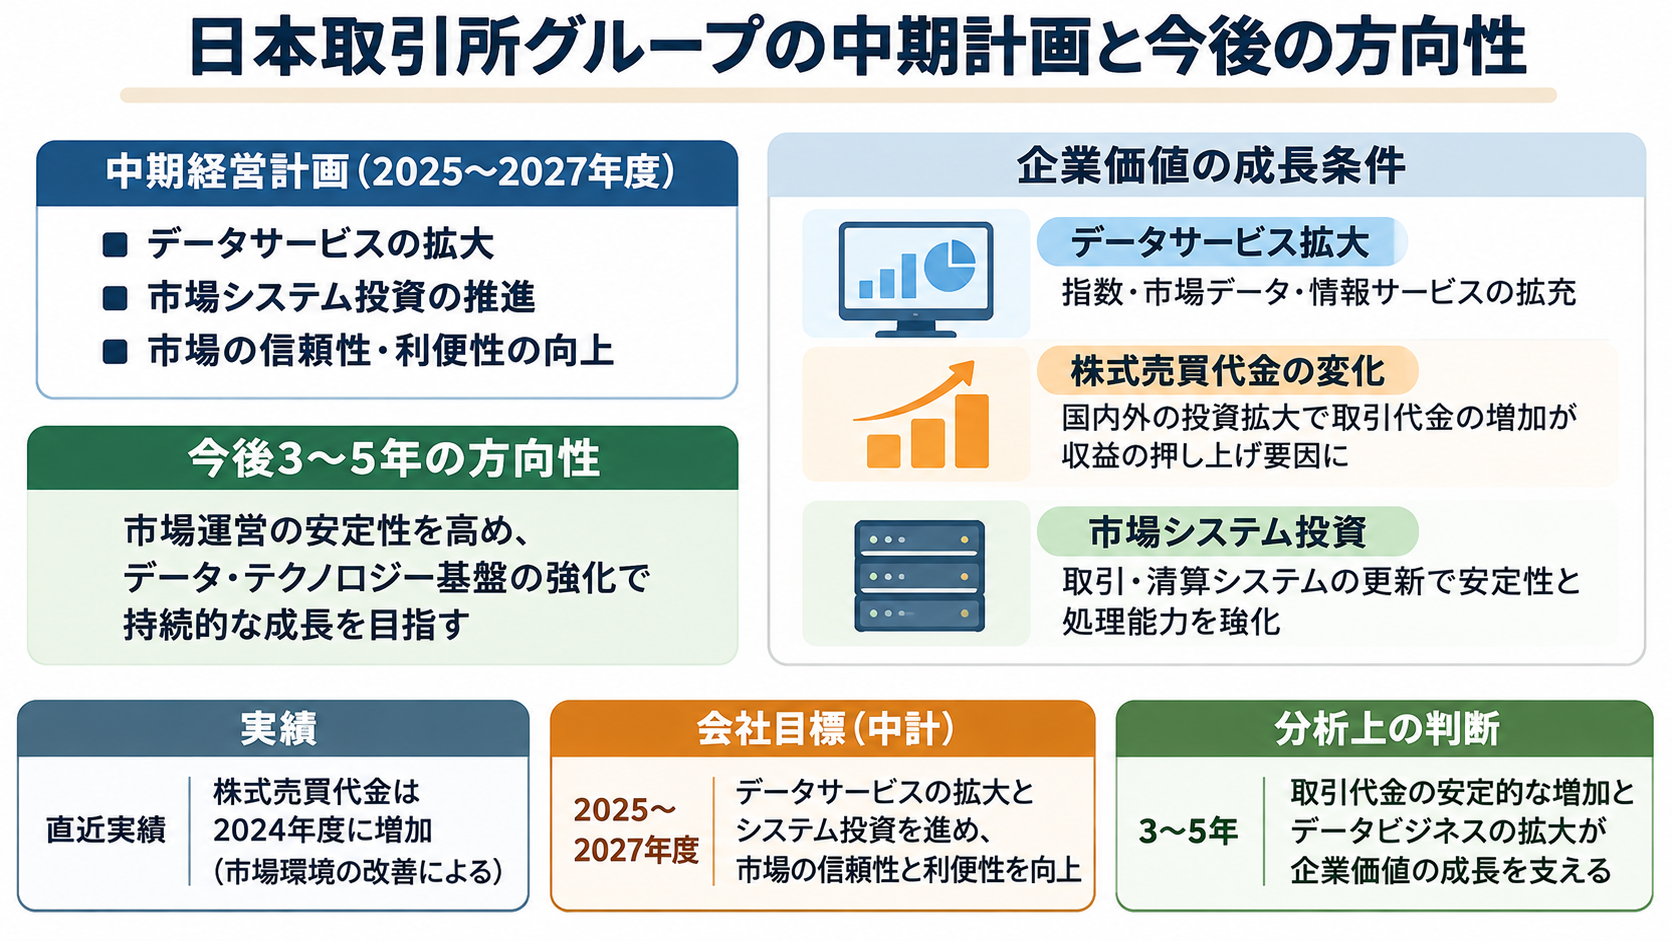 日本取引所グループの中期計画と今後の方向性
中期経営計画（2025～2027年度）
■ データサービスの拡大
■ 市場システム投資の推進
■ 市場の信頼性・利便性の向上
今後3～5年の方向性
市場運営の安定性を高め、
データ・テクノロジー基盤の強化で
持続的な成長を目指す
企業価値の成長条件
データサービス拡大
指数・市場データ・情報サービスの拡充
株式売買代金の変化
国内外の投資拡大で取引代金の増加が
収益の押し上げ要因に
市場システム投資
取引・清算システムの更新で安定性と
処理能力を強化
実績
直近実績
株式売買代金は
2024年度に増加
（市場環境の改善による）
会社目標（中計）
2025～
2027年度
データサービスの拡大と
システム投資を進め、
市場の信頼性と利便性を向上
分析上の判断
3～5年
取引代金の安定的な増加と
データビジネスの拡大が
企業価値の成長を支える